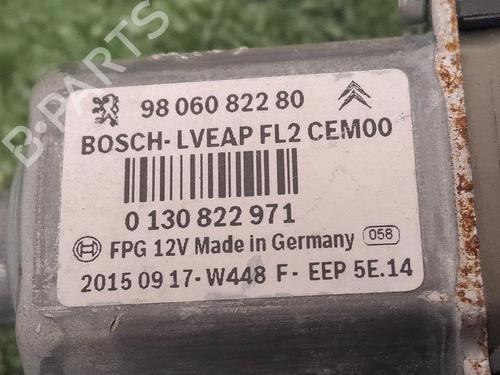 98 060 822 80
BOSCH-LVEAP FL2 CEM00
0 130 822 971
FPG 12V Made in Germany 058
2015 09 17-W448 F- EEP 5E.14
B-PARTS